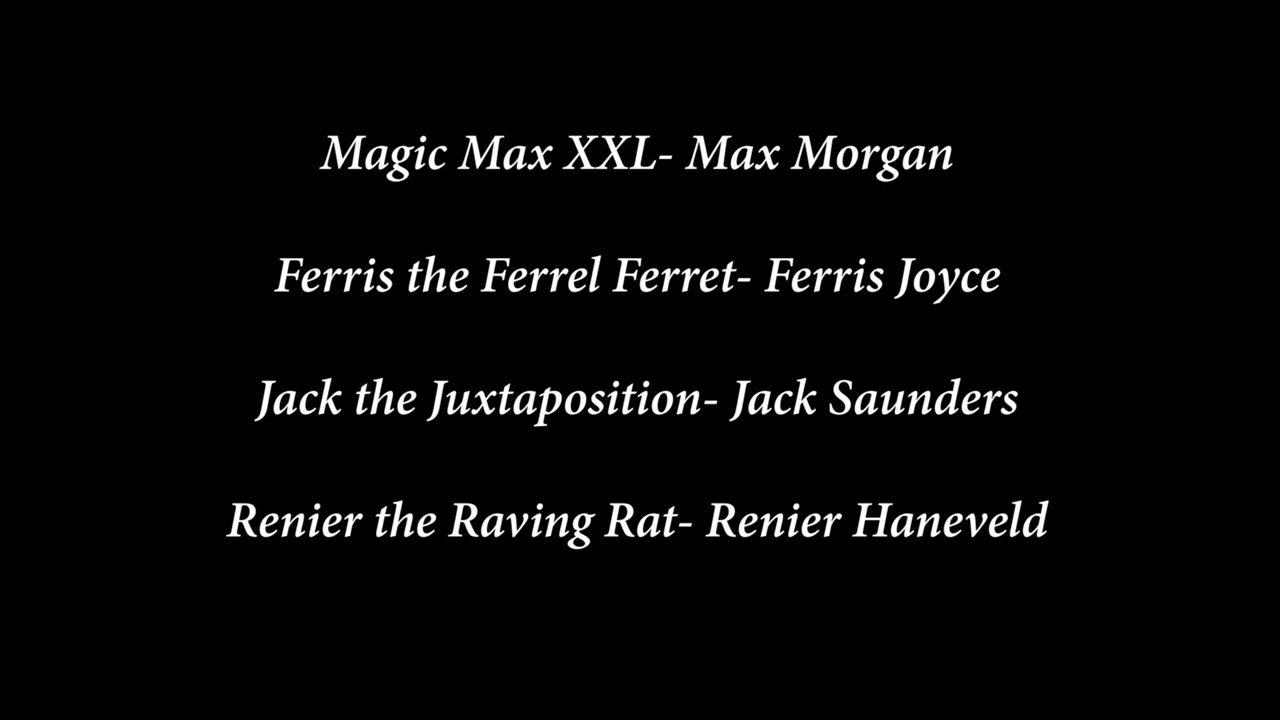 Magic Max XXL- Max Morgan
Ferris the Ferrel Ferret- Ferris Joyce
Jack the Juxtaposition- Jack Saunders
Renier the Raving Rat- Renier Haneveld